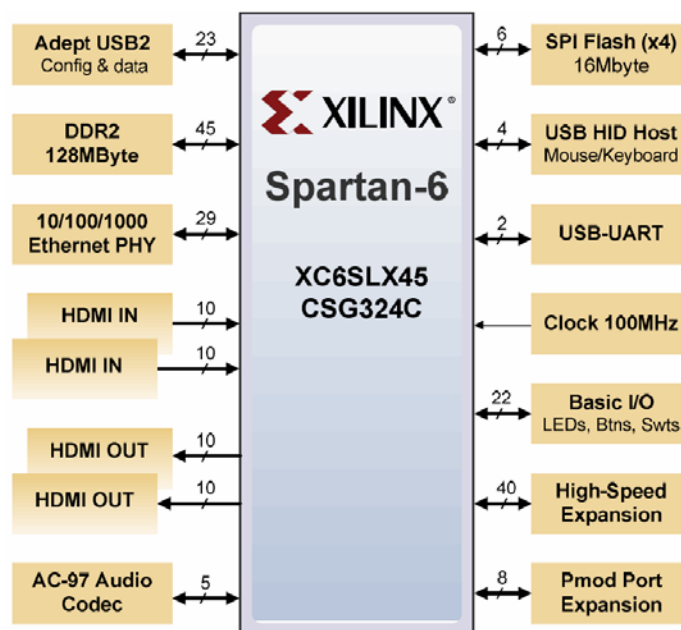 Adept USB2
Config & data
23
DDR2
128MByte
45
10/100/1000
Ethernet PHY
29
HDMI IN
10
HDMI IN
10
HDMI OUT
10
HDMI OUT
10
AC-97 Audio
Codec
5
XILINX®
Spartan-6
XC6SLX45
CSG324C
6
SPI Flash (x4)
16Mbyte
4
USB HID Host
Mouse/Keyboard
2
USB-UART
Clock 100MHz
22
Basic I/O
LEDs, Btns, Swts
40
High-Speed
Expansion
8
Pmod Port
Expansion